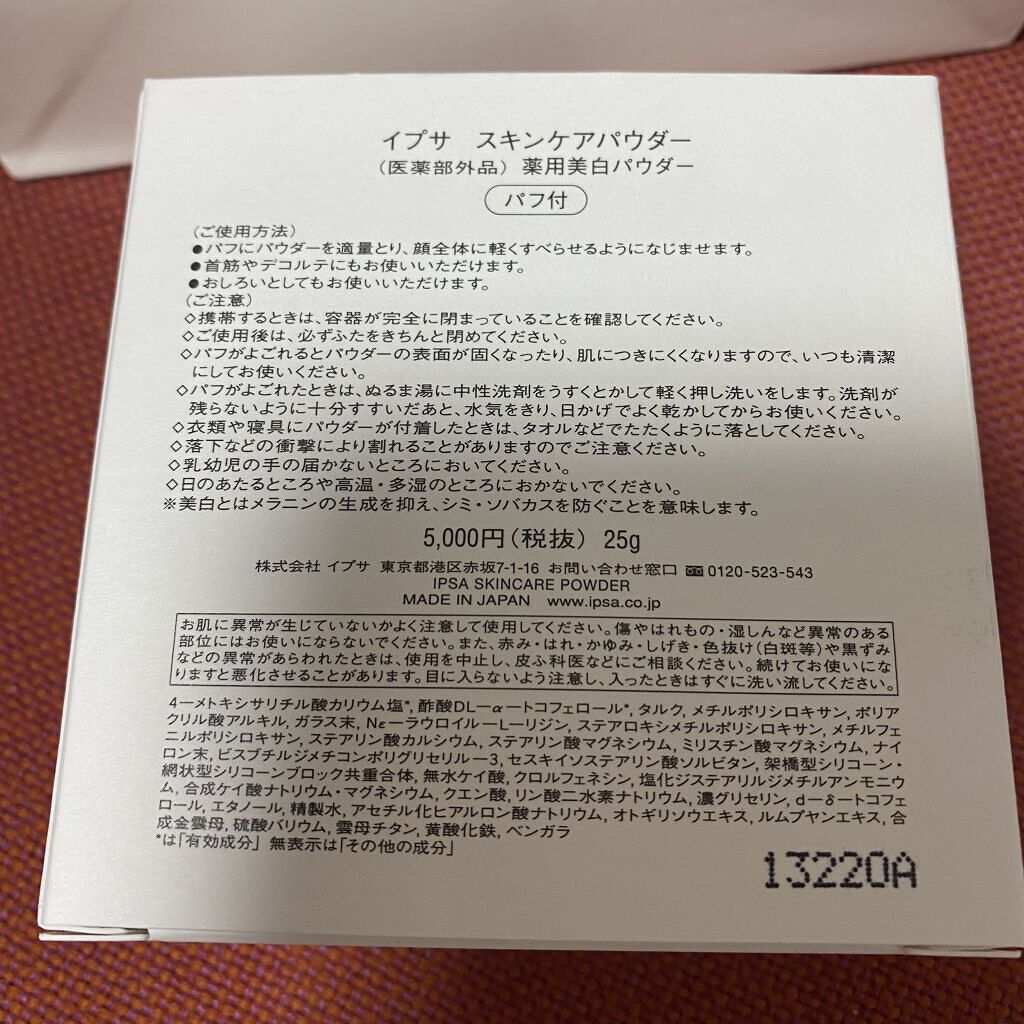 イプサ　スキンケアパウダー
（医薬部外品）薬用美白パウダー
パフ付
（ご使用方法）
●パフにパウダーを適量とり、顔全体に軽くすべらせるようになじませます。
●首筋やデコルテにもお使いいただけます。
●おしろいとしてもお使いいただけます。
（ご注意）
◇携帯するときは、容器が完全に閉まっていることを確認してください。
◇ご使用後は、必ずふたをきちんと閉めてください。
◇パフがよごれるとパウダーの表面が固くなったり、肌につきにくくなりますので、いつも清潔
にしてお使いください。
◇パフがよごれたときは、ぬるま湯に中性洗剤をうすくとかして軽く押し洗いをします。洗剤が
残らないように十分すすいだあと、水気をきり、日かげでよく乾かしてからお使いください。
◇衣類や寝具にパウダーが付着したときは、タオルなどでたたくように落としてください。
◇落下などの衝撃により割れることがありますのでご注意ください。
◇乳幼児の手の届かないところにおいてください。
◇日のあたるところや高温・多湿のところにおかないでください。
※美白とはメラニンの生成を抑え、シミ・ソバカスを防ぐことを意味します。
5,000円（税抜） 25g
株式会社 イプサ 東京都港区赤坂7-1-16 お問い合わせ窓口 0120-523-543
IPSA SKINCARE POWDER
MADE IN JAPAN www.ipsa.co.jp
お肌に異常が生じていないかよく注意して使用してください。傷やはれもの・湿しんなど異常のある
部位にはお使いにならないでください。また、赤み・はれ・かゆみ・しげき・色抜け（白斑等）や黒ずみ
などの異常があらわれたときは、使用を中止し、皮ふ科医などにご相談ください。続けてお使いにな
りますと悪化させることがあります。目に入らないよう注意し、入ったときはすぐに洗い流してください。
4－メトキシサリチル酸カリウム塩*, 酢酸DL－α－トコフェロール*, タルク, メチルポリシロキサン, ポリア
クリル酸アルキル, ガラス末, Nε－ラウロイル－L－リジン, ステアロキシメチルポリシロキサン, メチルフェ
ニルポリシロキサン, ステアリン酸カルシウム, ステアリン酸マグネシウム, ミリスチン酸マグネシウム, ナイ
ロン末, ビスブチルジメチコンポリグリセリル－3, セスキイソステアリン酸ソルビタン, 架橋型シリコーン・
網状型シリコーンブロック共重合体, 無水ケイ酸, クロルフェネシン, 塩化ジステアリルジメチルアンモニウ
ム, 合成ケイ酸ナトリウム・マグネシウム, クエン酸, リン酸二水素ナトリウム, 濃グリセリン, d－δ－トコフェ
ロール, エタノール, 精製水, アセチル化ヒアルロン酸ナトリウム, オトギリソウエキス, ルムプヤンエキス, 合
成金雲母, 硫酸バリウム, 雲母チタン, 黄酸化鉄, ベンガラ
*は「有効成分」 無表示は「その他の成分」
13220A